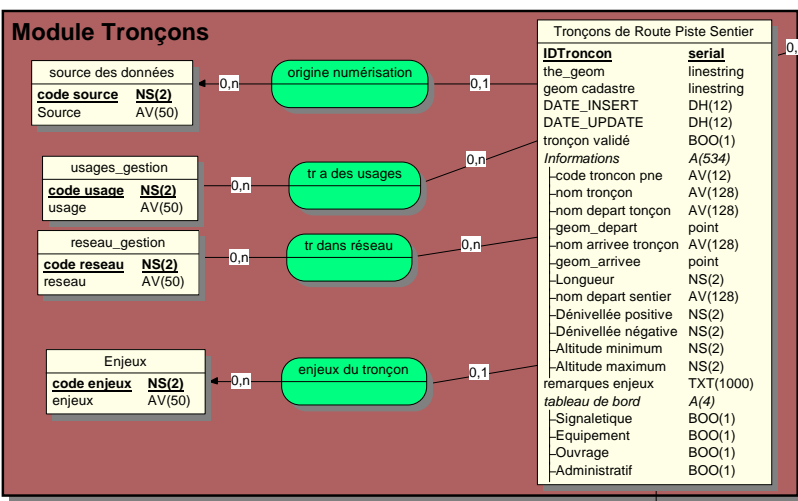 Module Tronçons
source des données
code source NS(2)
Source AV(50)
0,n
origine numérisation
0,1
usages_gestion
code usage NS(2)
usage AV(50)
0,n
tr a des usages
0,n
reseau_gestion
code reseau NS(2)
reseau AV(50)
0,n
tr dans réseau
0,n
Enjeux
code enjeux NS(2)
enjeux AV(50)
0,n
enjeux du tronçon
0,1
Tronçons de Route Piste Sentier
IDTroncon serial
the_geom linestring
geom cadastre linestring
DATE_INSERT DH(12)
DATE_UPDATE DH(12)
tronçon validé BOO(1)
Informations A(534)
code troncon pne AV(12)
nom tronçon AV(128)
nom depart tonçon AV(128)
geom_depart point
nom arrivee tronçon AV(128)
geom_arrivee point
Longueur NS(2)
nom depart sentier AV(128)
Dénivellée positive NS(2)
Dénivellée négative NS(2)
Altitude minimum NS(2)
Altitude maximum NS(2)
remarques enjeux TXT(1000)
tableau de bord A(4)
Signaletique BOO(1)
Equipement BOO(1)
Ouvrage BOO(1)
Administratif BOO(1)
0,